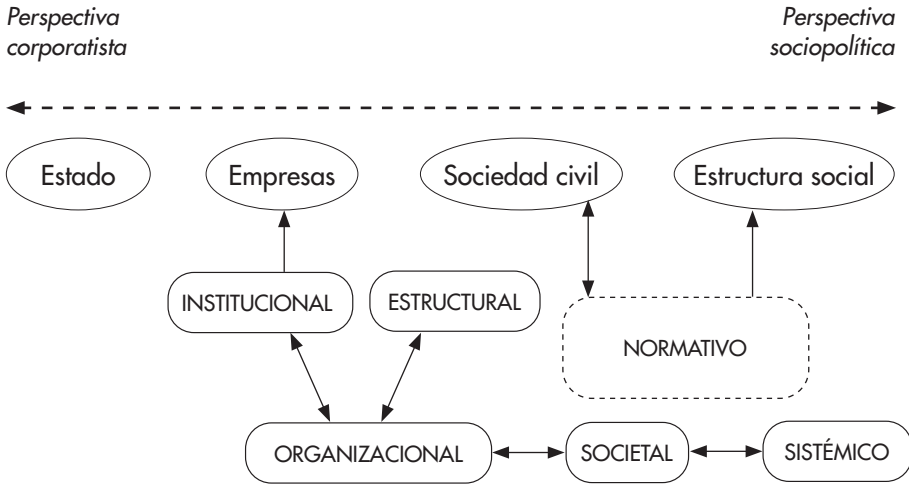 Perspectiva
corporatista
Perspectiva
sociopolítica
Estado
Empresas
Sociedad civil
Estructura social
INSTITUCIONAL
ESTRUCTURAL
NORMATIVO
ORGANIZACIONAL
SOCIETAL
SISTÉMICO